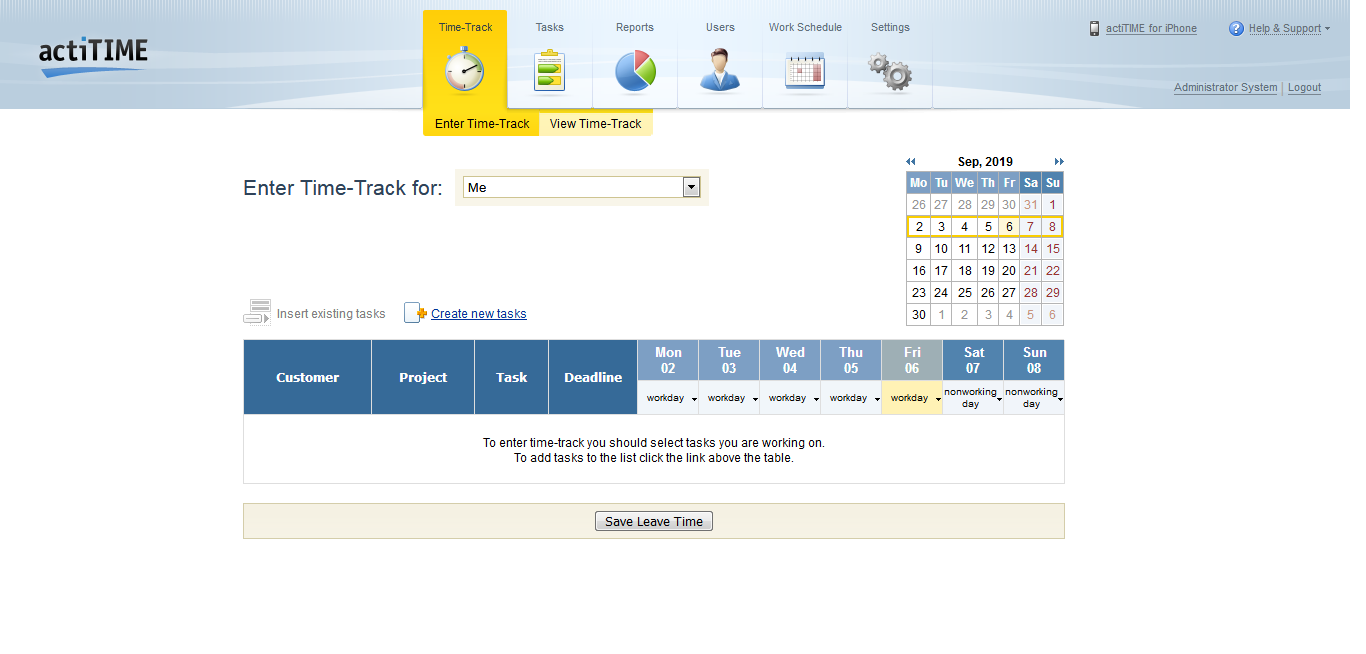 actiTIME
Time-Track
Tasks
Reports
Users
Work Schedule
Settings
actiTIME for iPhone
? Help & Support
Administrator System | Logout
Enter Time-Track
View Time-Track
Enter Time-Track for:
Me
Sep, 2019
Mo Tu We Th Fr Sa Su
26 27 28 29 30 31 1
2 3 4 5 6 7 8
9 10 11 12 13 14 15
16 17 18 19 20 21 22
23 24 25 26 27 28 29
30 1 2 3 4 5 6
Insert existing tasks
Create new tasks
Customer
Project
Task
Deadline
Mon
02
Tue
03
Wed
04
Thu
05
Fri
06
Sat
07
Sun
08
workday
workday
workday
workday
workday
nonworking
day
nonworking
day
To enter time-track you should select tasks you are working on.
To add tasks to the list click the link above the table.
Save Leave Time